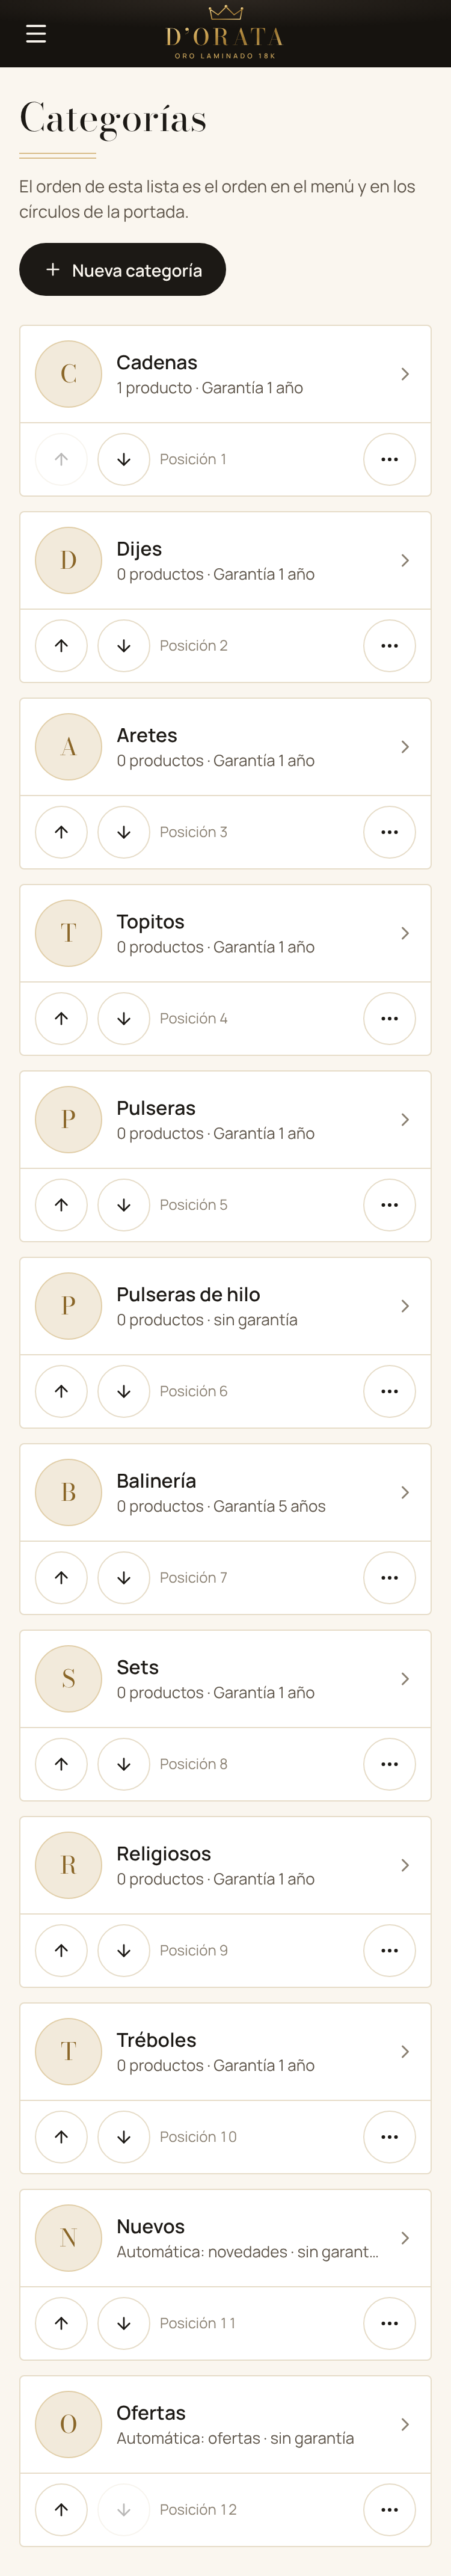 D'ORATA
ORO LAMINADO 18K
Categorías
El orden de esta lista es el orden en el menú y en los
círculos de la portada.
+ Nueva categoría
C
Cadenas
1 producto · Garantía 1 año
Posición 1
D
Dijes
0 productos · Garantía 1 año
Posición 2
A
Aretes
0 productos · Garantía 1 año
Posición 3
T
Topitos
0 productos · Garantía 1 año
Posición 4
P
Pulseras
0 productos · Garantía 1 año
Posición 5
P
Pulseras de hilo
0 productos · sin garantía
Posición 6
B
Balinería
0 productos · Garantía 5 años
Posición 7
S
Sets
0 productos · Garantía 1 año
Posición 8
R
Religiosos
0 productos · Garantía 1 año
Posición 9
T
Tréboles
0 productos · Garantía 1 año
Posición 10
N
Nuevos
Automática: novedades · sin garant...
Posición 11
O
Ofertas
Automática: ofertas · sin garantía
Posición 12